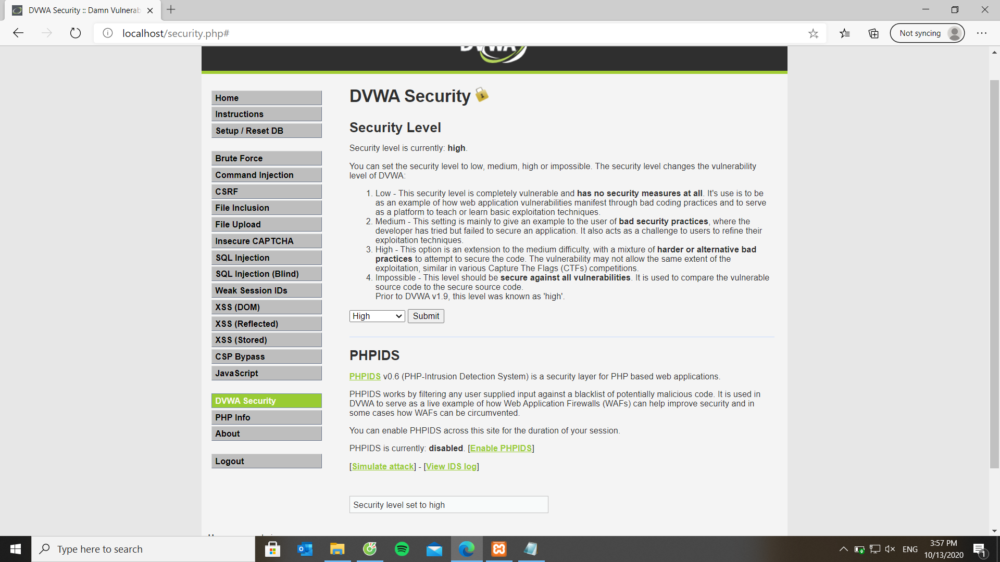 DVWA Security :: Damn Vulnerab
localhost/security.php#
Not syncing
DVWA
Home
Instructions
Setup / Reset DB
Brute Force
Command Injection
CSRF
File Inclusion
File Upload
Insecure CAPTCHA
SQL Injection
SQL Injection (Blind)
Weak Session IDs
XSS (DOM)
XSS (Reflected)
XSS (Stored)
CSP Bypass
JavaScript
DVWA Security
PHP Info
About
Logout
DVWA Security
Security Level
Security level is currently: high.
You can set the security level to low, medium, high or impossible. The security level changes the vulnerability
level of DVWA:
1. Low - This security level is completely vulnerable and has no security measures at all. It's use is to be
as an example of how web application vulnerabilities manifest through bad coding practices and to serve
as a platform to teach or learn basic exploitation techniques.
2. Medium - This setting is mainly to give an example to the user of bad security practices, where the
developer has tried but failed to secure an application. It also acts as a challenge to users to refine their
exploitation techniques.
3. High - This option is an extension to the medium difficulty, with a mixture of harder or alternative bad
practices to attempt to secure the code. The vulnerability may not allow the same extent of the
exploitation, similar in various Capture The Flags (CTFs) competitions.
4. Impossible - This level should be secure against all vulnerabilities. It is used to compare the vulnerable
source code to the secure source code.
Prior to DVWA v1.9, this level was known as 'high'.
High Submit
PHPIDS
PHPIDS v0.6 (PHP-Intrusion Detection System) is a security layer for PHP based web applications.
PHPIDS works by filtering any user supplied input against a blacklist of potentially malicious code. It is used in
DVWA to serve as a live example of how Web Application Firewalls (WAFs) can help improve security and in
some cases how WAFs can be circumvented.
You can enable PHPIDS across this site for the duration of your session.
PHPIDS is currently: disabled. [Enable PHPIDS]
[Simulate attack] - [View IDS log]
Security level set to high
Type here to search
ENG
3:57 PM
10/13/2020
1